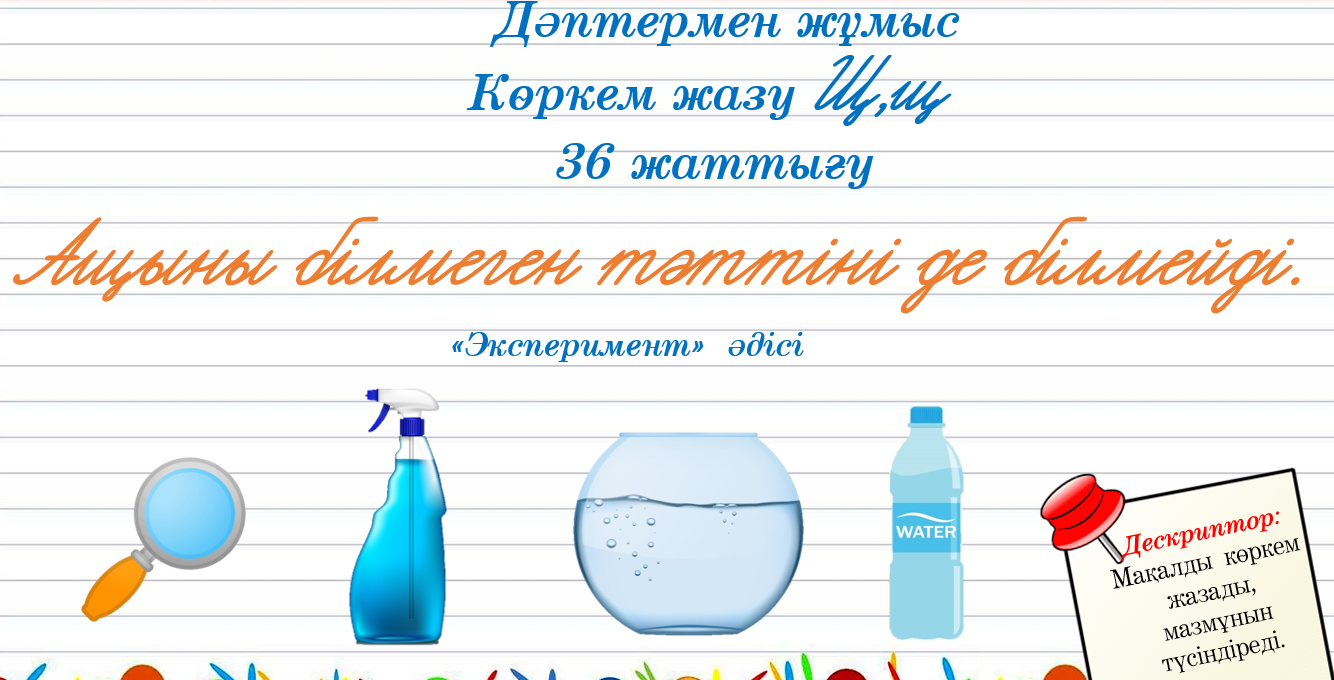 Дәптермен жұмыс
Көркем жазу Щ,щ
36 жаттығу
Ащыны білмеген тәттіні де білмейді.
«Эксперимент» әдісі
WATER
Дескриптор:
Мақалды көркем
жазады,
мазмұнын
түсіндіреді.